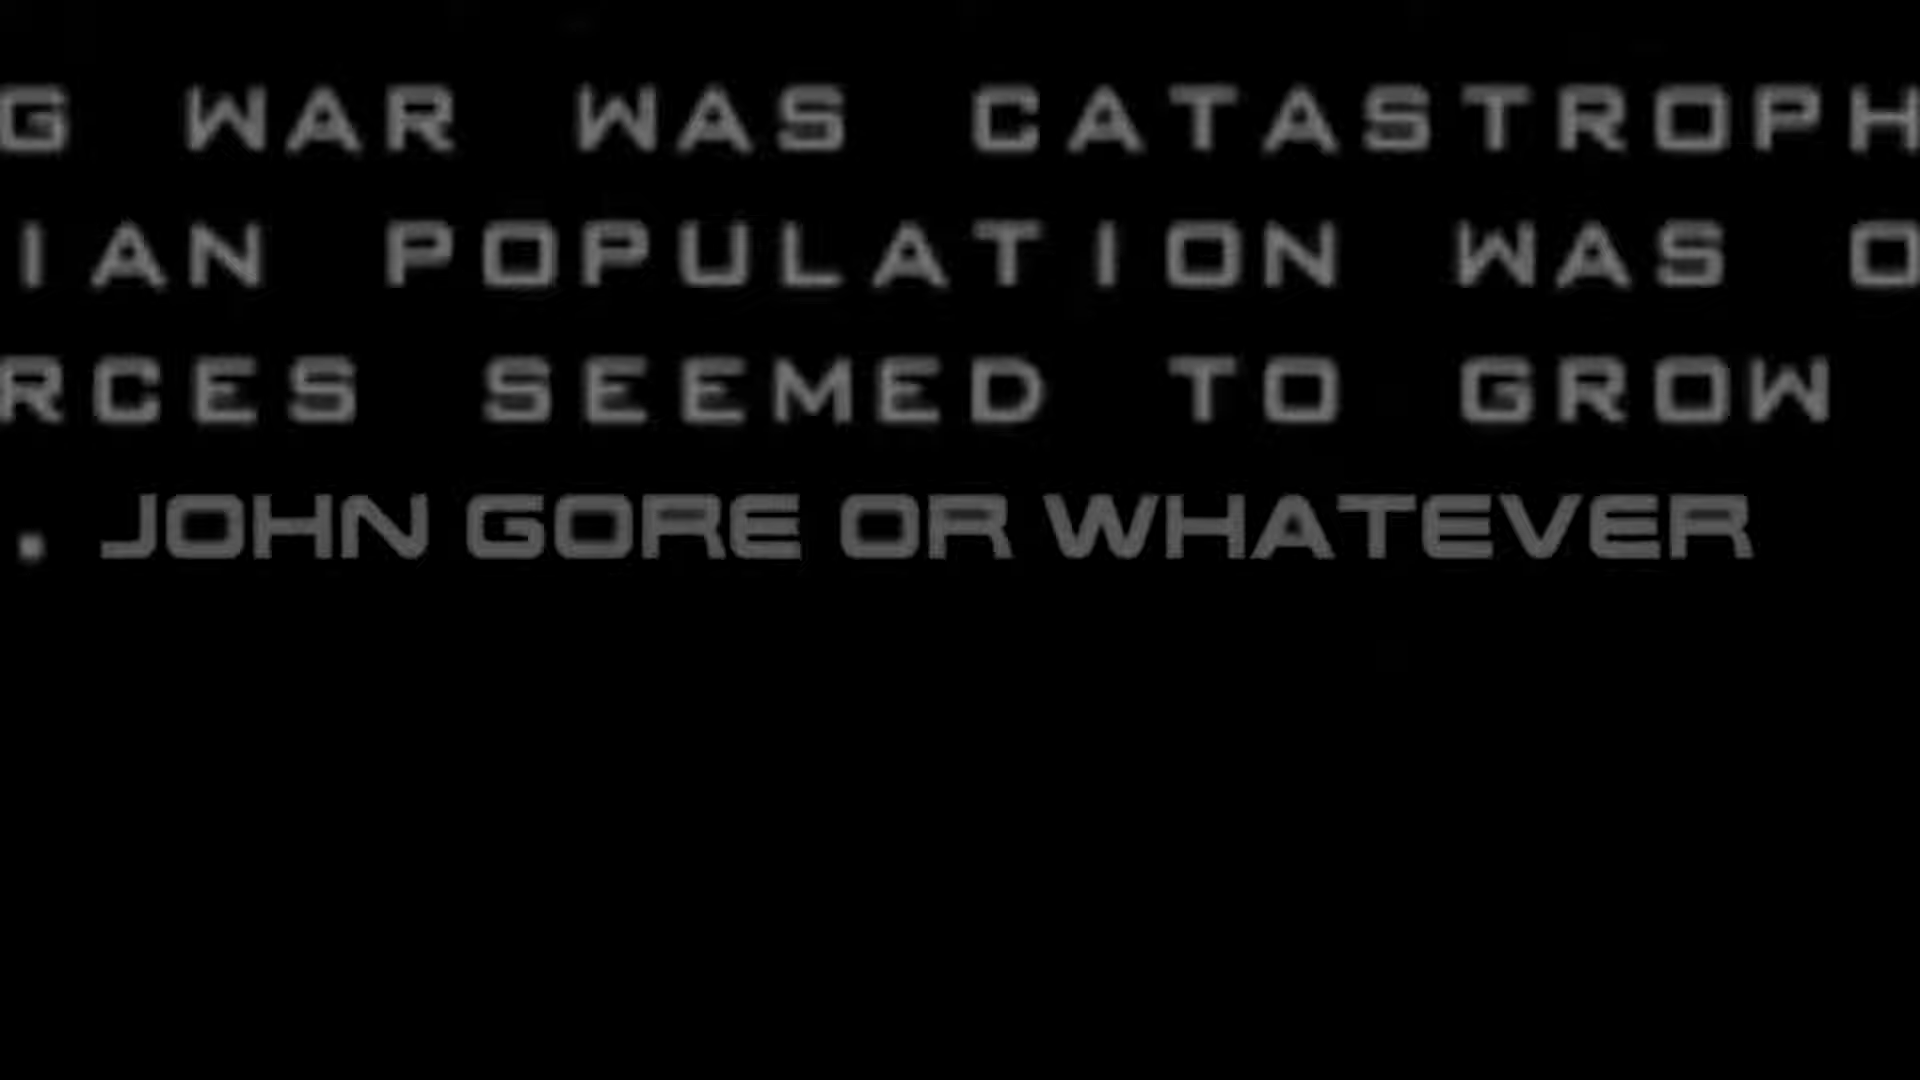 G WAR WAS CATASTROPH
IAN POPULATION WAS O
RCES SEEMED TO GROW
. JOHN GORE OR WHATEVER